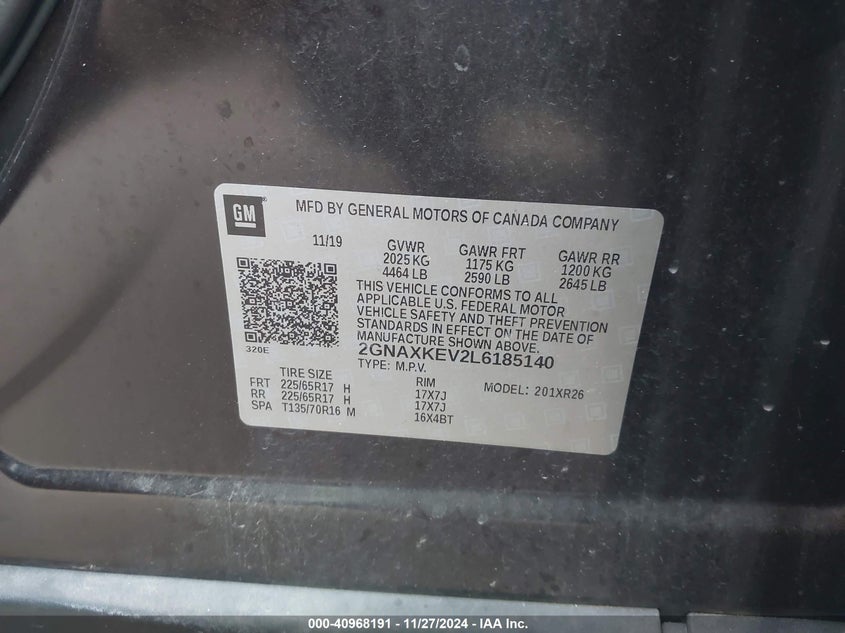 GM
MFD BY GENERAL MOTORS OF CANADA COMPANY
11/19 GVWR GAWR FRT GAWR RR
2025 KG 1175 KG 1200 KG
4464 LB 2590 LB 2645 LB
THIS VEHICLE CONFORMS TO ALL
APPLICABLE U.S. FEDERAL MOTOR
VEHICLE SAFETY AND THEFT PREVENTION
STANDARDS IN EFFECT ON THE DATE OF
MANUFACTURE SHOWN ABOVE.
320E
2GNAXKEV2L6185140
TYPE: M.P.V.
TIRE SIZE RIM MODEL: 201XR26
FRT 225/65R17 H 17X7J
RR 225/65R17 H 17X7J
SPA T135/70R16 M 16X4BT
000-40968191 - 11/27/2024 - IAA Inc.